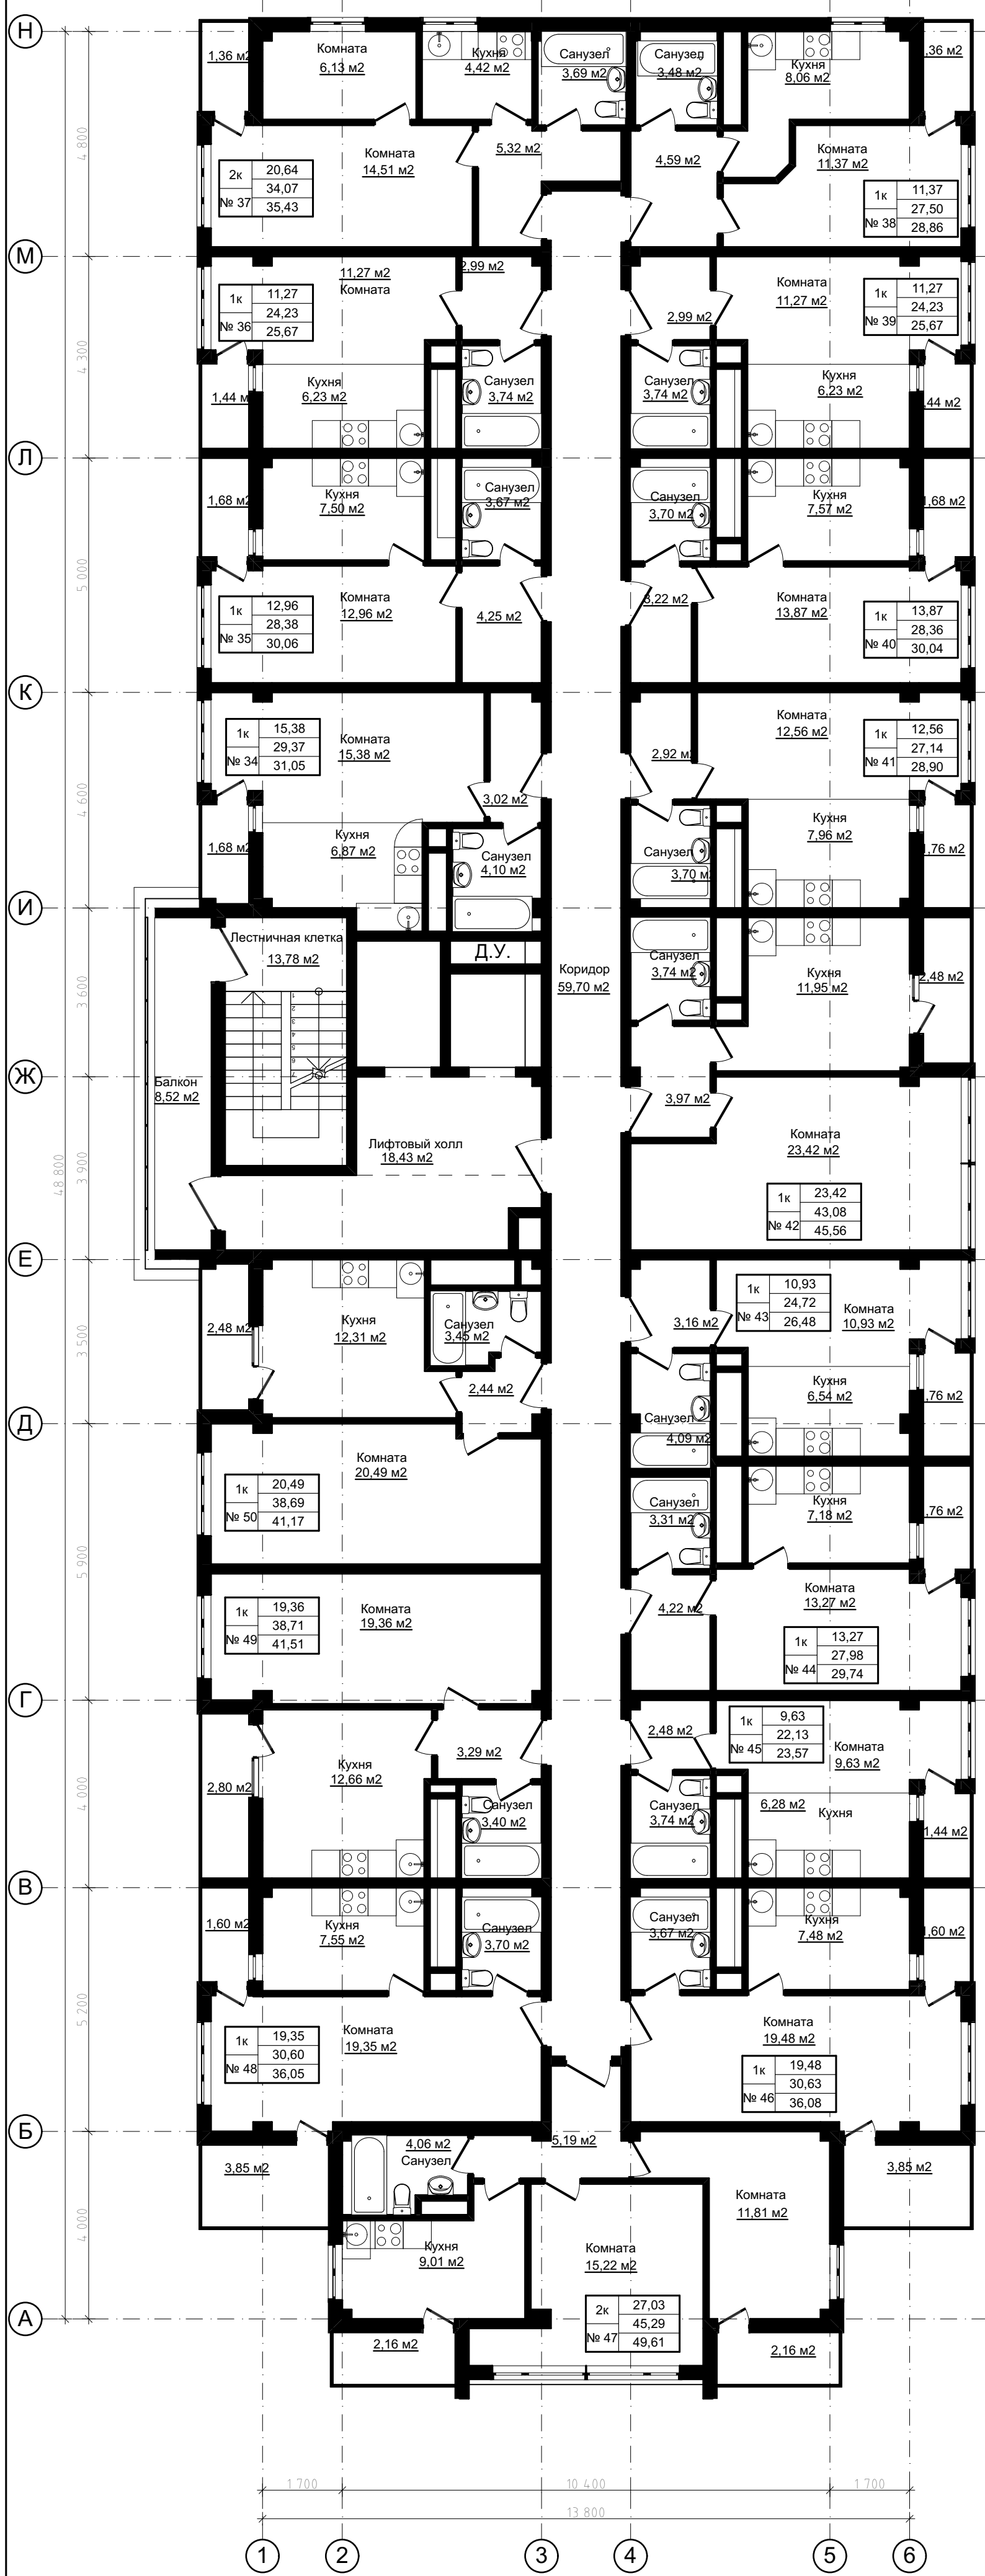 Н
1,36 м2
Комната
6,13 м2
Кухня
4,42 м2
Санузел
3,69 м2
Санузел
3,48 м2
Кухня
8,06 м2
,36 м2
4 800
Комната
14,51 м2
5,32 м2
4,59 м2
Комната
11,37 м2
2к
№ 37
20,64
34,07
35,43
1к
№ 38
11,37
27,50
28,86
М
11,27 м2
Комната
2,99 м2
2,99 м2
Комната
11,27 м2
1к
№ 36
11,27
24,23
25,67
1к
№ 39
11,27
24,23
25,67
4 300
1,44 м
Кухня
6,23 м2
Санузел
3,74 м2
Санузел
3,74 м2
Кухня
6,23 м2
,44 м2
Л
1,68 м2
Кухня
7,50 м2
Санузел
3,67 м2
Санузел
3,70 м2
Кухня
7,57 м2
1,68 м2
5 000
Комната
12,96 м2
4,25 м2
3,22 м2
Комната
13,87 м2
1к
№ 35
12,96
28,38
30,06
1к
№ 40
13,87
28,36
30,04
К
1к
№ 34
15,38
29,37
31,05
Комната
15,38 м2
3,02 м2
2,92 м2
Комната
12,56 м2
1к
№ 41
12,56
27,14
28,90
4 600
1,68 м2
Кухня
6,87 м2
Санузел
4,10 м2
Санузел
3,70 м2
Кухня
7,96 м2
1,76 м2
И
Лестничная клетка
13,78 м2
Д.У.
Коридор
59,70 м2
Санузел
3,74 м2
Кухня
11,95 м2
2,48 м2
3 600
Ж
Балкон
8,52 м2
3,97 м2
Лифтовый холл
18,43 м2
Комната
23,42 м2
1к
№ 42
23,42
43,08
45,56
3 900
48 800
Е
2,48 м2
Кухня
12,31 м2
Санузел
3,45 м2
2,44 м2
3,16 м2
1к
№ 43
10,93
24,72
26,48
Комната
10,93 м2
3 500
Санузел
4,09 м2
Кухня
6,54 м2
,76 м2
Д
Комната
20,49 м2
1к
№ 50
20,49
38,69
41,17
Санузел
3,31 м2
Кухня
7,18 м2
,76 м2
5 900
1к
№ 49
19,36
38,71
41,51
Комната
19,36 м2
4,22 м2
Комната
13,27 м2
1к
№ 44
13,27
27,98
29,74
Г
2,80 м2
Кухня
12,66 м2
3,29 м2
2,48 м2
1к
№ 45
9,63
22,13
23,57
Комната
9,63 м2
4 000
Санузел
3,40 м2
Санузел
3,74 м2
6,28 м2
Кухня
1,44 м2
В
1,60 м2
Кухня
7,55 м2
Санузел
3,70 м2
Санузел
3,67 м2
Кухня
7,48 м2
,60 м2
5 200
1к
№ 48
19,35
30,60
36,05
Комната
19,35 м2
Комната
19,48 м2
1к
№ 46
19,48
30,63
36,08
Б
3,85 м2
4,06 м2
Санузел
5,19 м2
Комната
11,81 м2
3,85 м2
4 000
Кухня
9,01 м2
Комната
15,22 м2
2к
№ 47
27,03
45,29
49,61
А
2,16 м2
2,16 м2
1 700
10 400
1 700
13 800
1
2
3
4
5
6